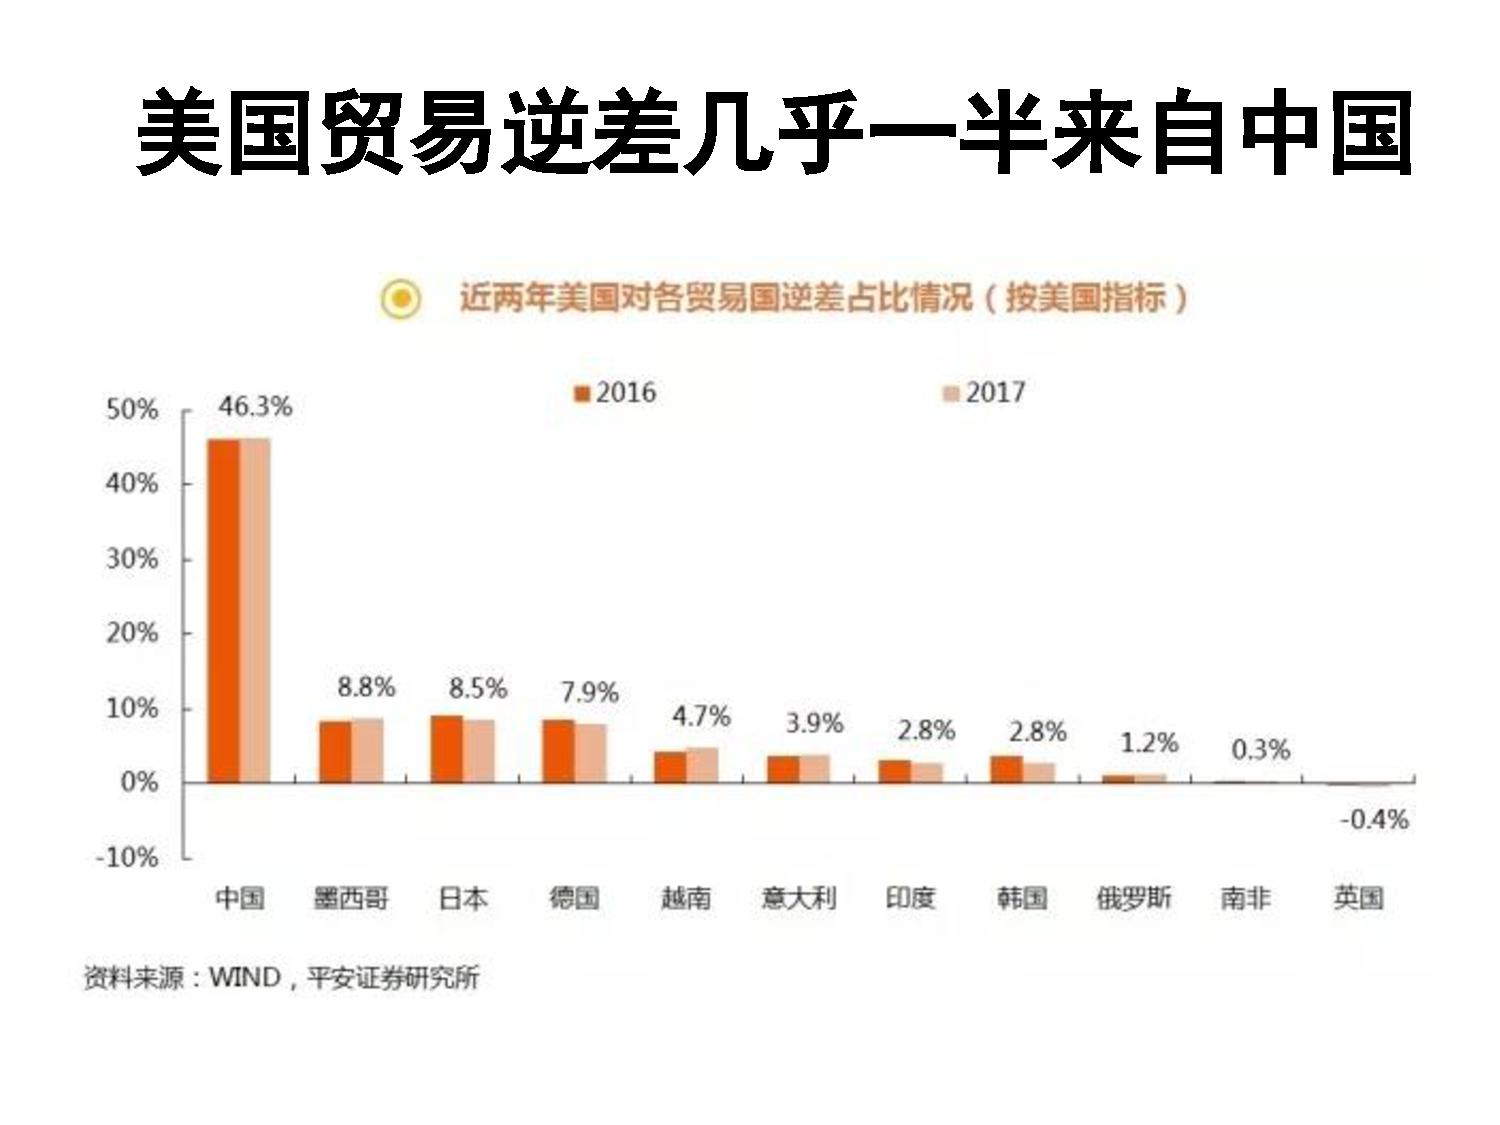 美国贸易逆差几乎一半来自中国
近两年美国对各贸易国逆差占比情况（按美国指标）
2016 2017
50% 46.3%
40%
30%
20%
10% 8.8% 8.5% 7.9% 4.7% 3.9% 2.8% 2.8% 1.2% 0.3%
0%
-0.4%
-10%
中国 墨西哥 日本 德国 越南 意大利 印度 韩国 俄罗斯 南非 英国
资料来源：WIND，平安证券研究所